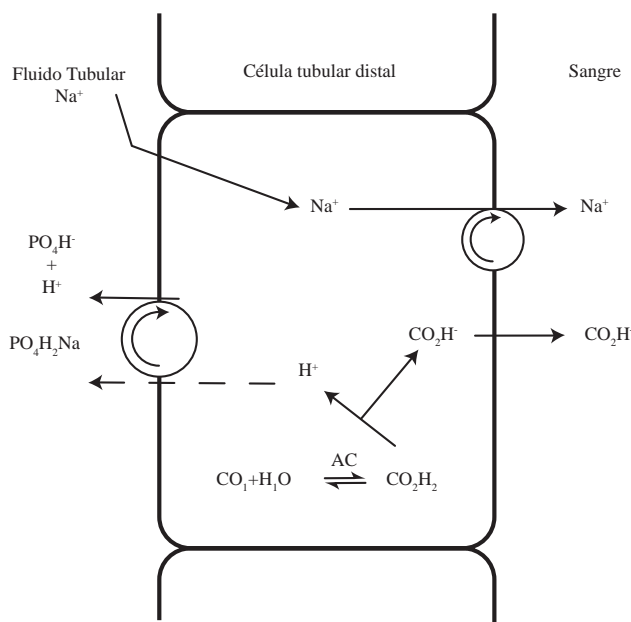 Fluido Tubular
Na⁺
Célula tubular distal
Sangre
Na⁺
Na⁺
PO₄H⁻
+
H⁺
PO₄H₂Na
H⁺
CO₂H⁻
CO₂H⁻
CO₁+H₁O
AC
CO₂H₂